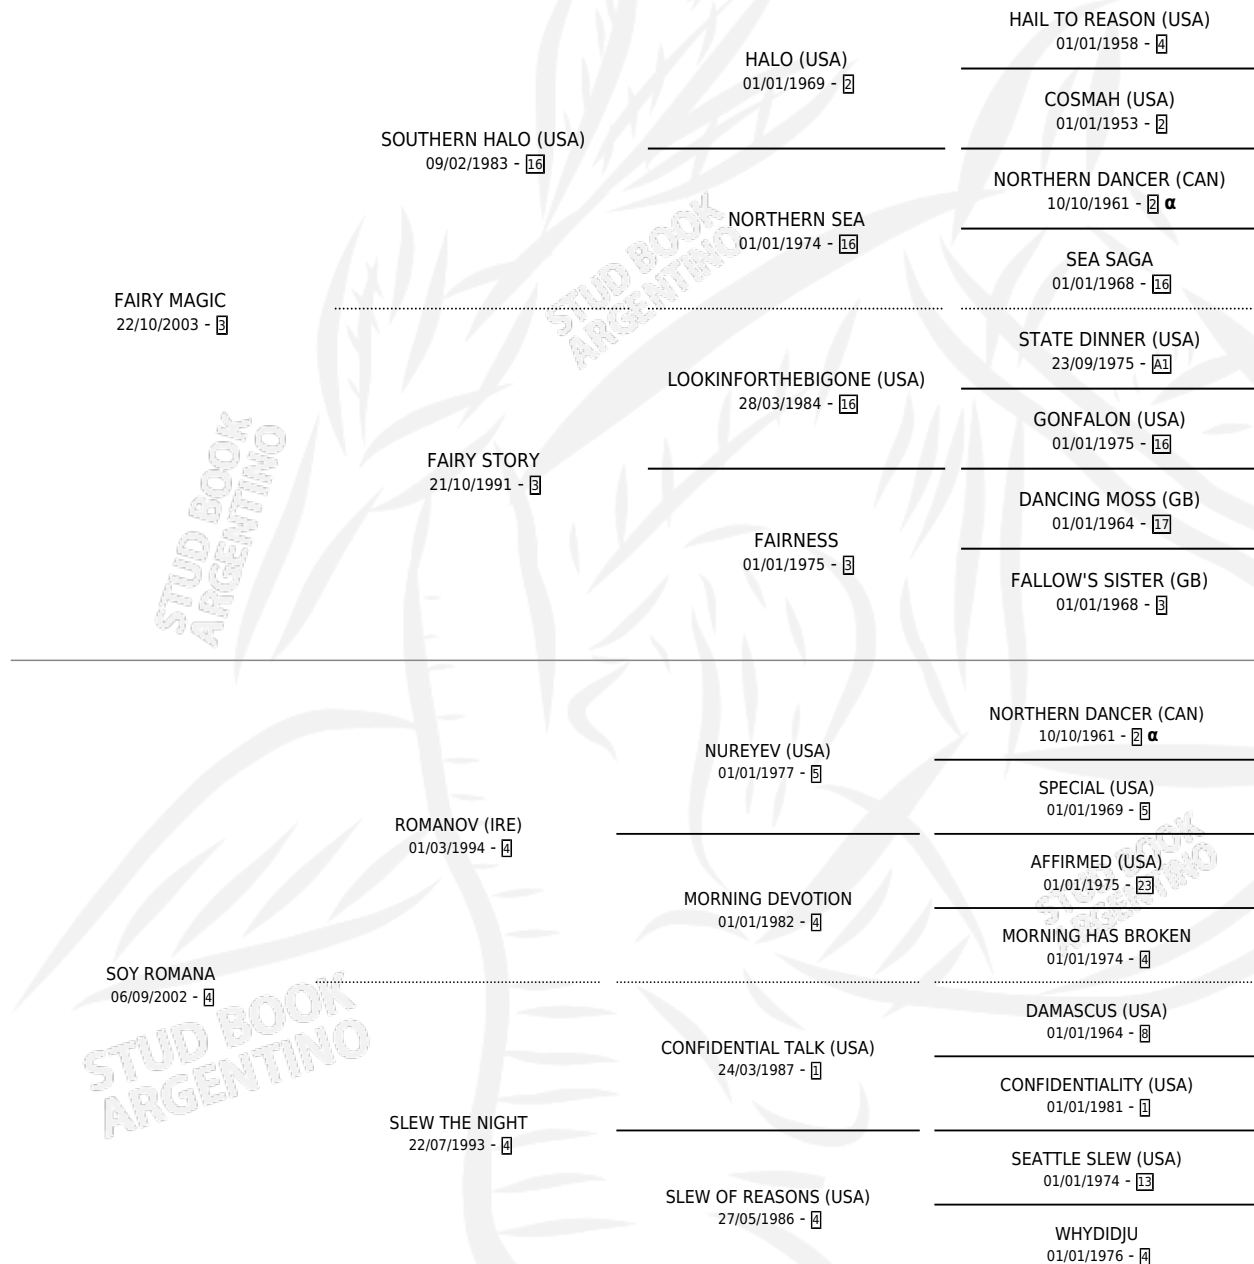 HAIL TO REASON (USA)
01/01/1958 - 4
HALO (USA)
01/01/1969 - 2
COSMAH (USA)
01/01/1953 - 2
SOUTHERN HALO (USA)
09/02/1983 - 16
NORTHERN DANCER (CAN)
10/10/1961 - 2 α
NORTHERN SEA
01/01/1974 - 16
SEA SAGA
01/01/1968 - 16
FAIRY MAGIC
22/10/2003 - 3
STATE DINNER (USA)
23/09/1975 - A1
LOOKINFORTHEBIGONE (USA)
28/03/1984 - 16
GONFALON (USA)
01/01/1975 - 16
FAIRY STORY
21/10/1991 - 3
DANCING MOSS (GB)
01/01/1964 - 17
FAIRNESS
01/01/1975 - 3
FALLOW'S SISTER (GB)
01/01/1968 - 3
STUD BOOK
ARGENTINO
STUD BOOK
ARGENTINO
NORTHERN DANCER (CAN)
10/10/1961 - 2 α
NUREYEV (USA)
01/01/1977 - 5
SPECIAL (USA)
01/01/1969 - 5
ROMANOV (IRE)
01/03/1994 - 4
AFFIRMED (USA)
01/01/1975 - 23
MORNING DEVOTION
01/01/1982 - 4
MORNING HAS BROKEN
01/01/1974 - 4
SOY ROMANA
06/09/2002 - 4
DAMASCUS (USA)
01/01/1964 - 8
CONFIDENTIAL TALK (USA)
24/03/1987 - 1
CONFIDENTIALITY (USA)
01/01/1981 - 1
SLEW THE NIGHT
22/07/1993 - 4
SEATTLE SLEW (USA)
01/01/1974 - 13
SLEW OF REASONS (USA)
27/05/1986 - 4
WHYDIDJU
01/01/1976 - 4
STUD BOOK
ARGENTINO
STUD BOOK
ARGENTINO